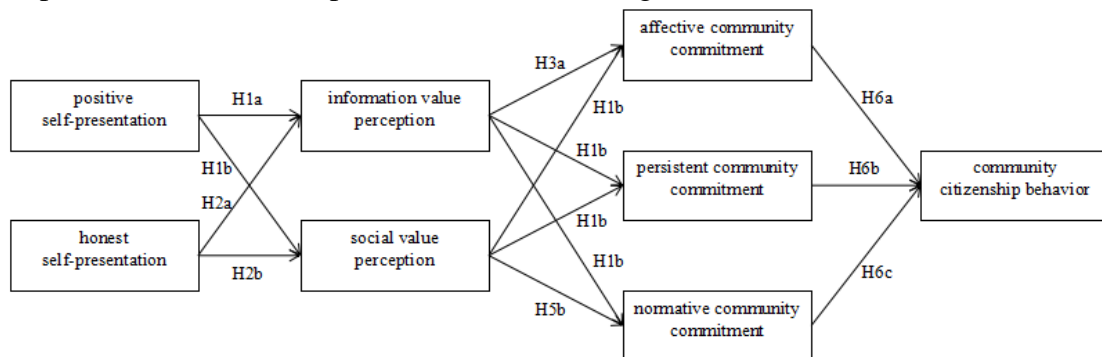 positive
self-presentation
honest
self-presentation
H1a
H1b
H2a
H2b
information value
perception
social value
perception
H3a
H1b
H1b
H1b
H1b
H5b
affective community
commitment
persistent community
commitment
normative community
commitment
H6a
H6b
H6c
community
citizenship behavior